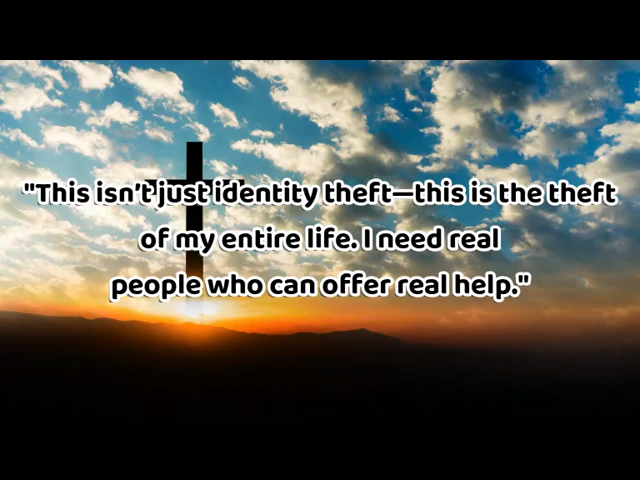 "This isn’t just identity theft—this is the theft
of my entire life. I need real
people who can offer real help."